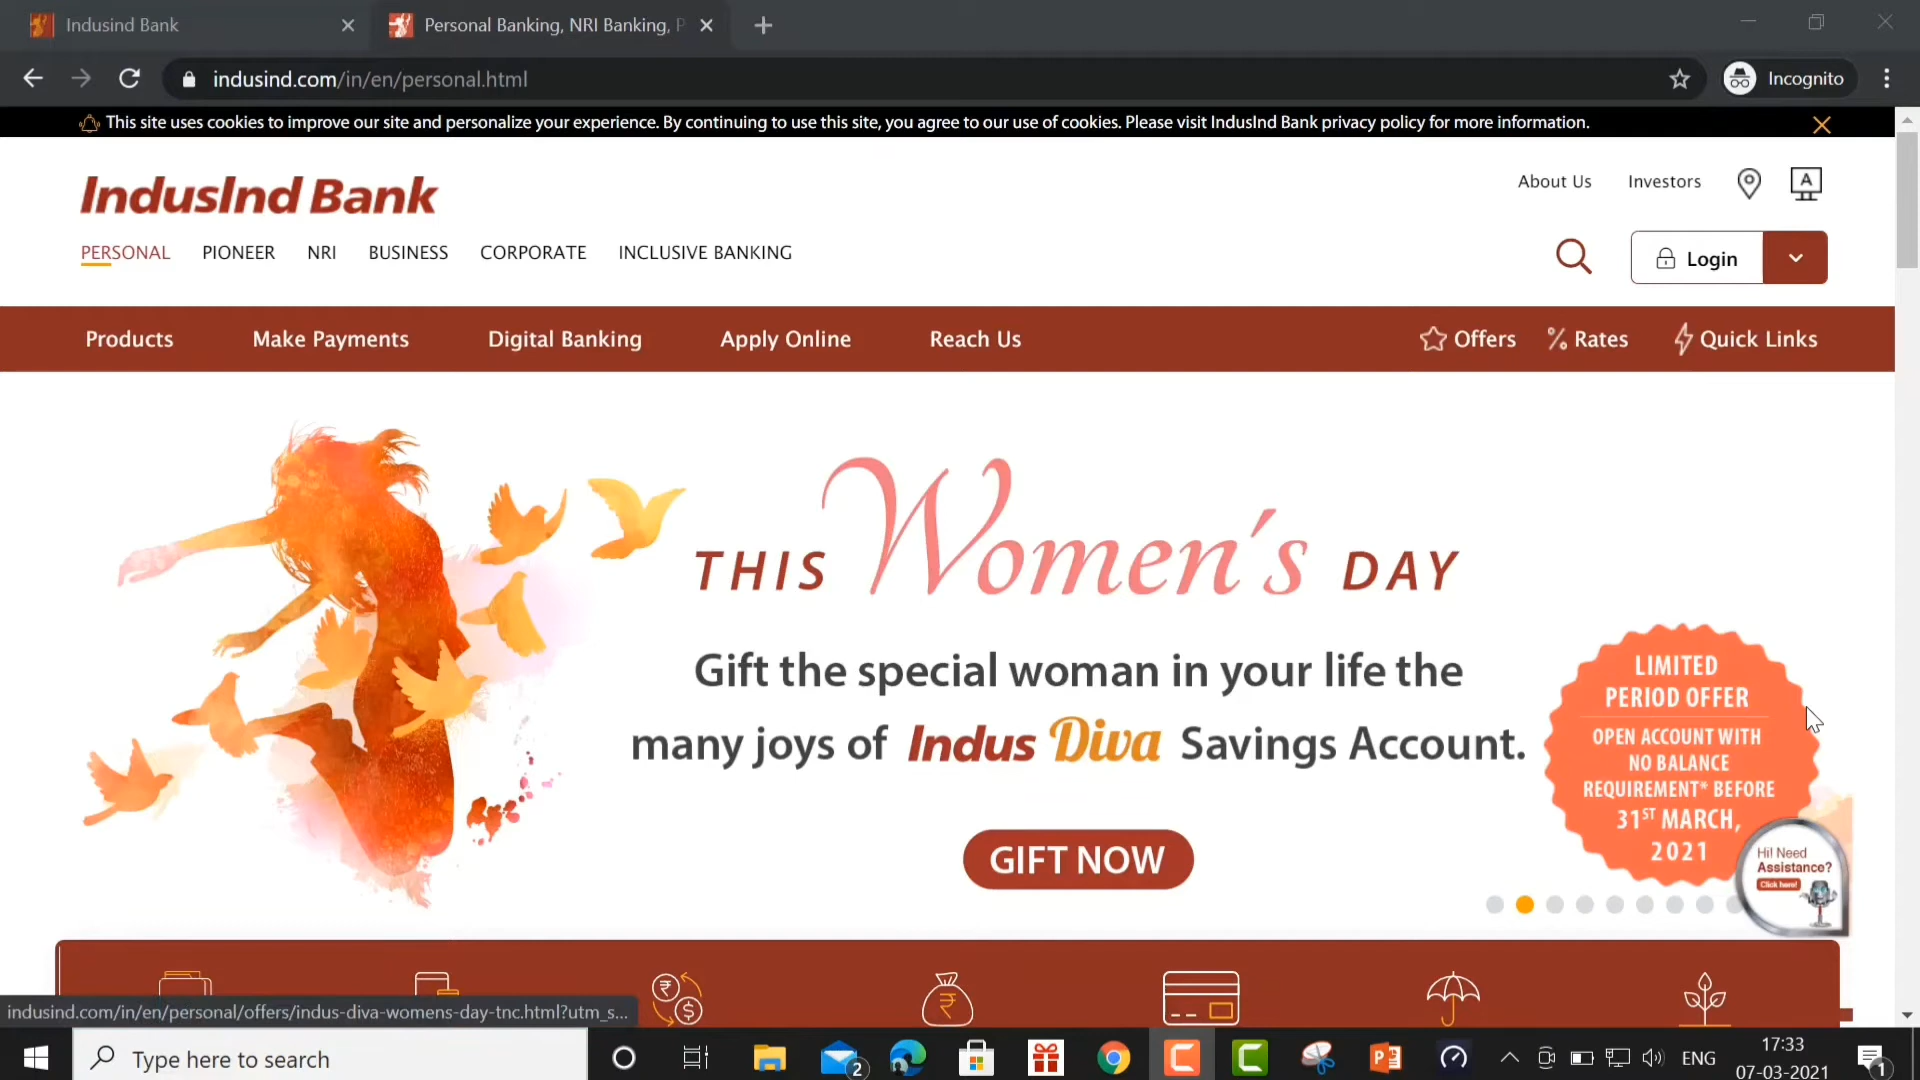 Indusind Bank
Personal Banking, NRI Banking, P
indusind.com/in/en/personal.html
Incognito
This site uses cookies to improve our site and personalize your experience. By continuing to use this site, you agree to our use of cookies. Please visit IndusInd Bank privacy policy for more information.
IndusInd Bank
About Us
Investors
A
PERSONAL
PIONEER
NRI
BUSINESS
CORPORATE
INCLUSIVE BANKING
Login
Products
Make Payments
Digital Banking
Apply Online
Reach Us
Offers
Rates
Quick Links
THIS Women's DAY
Gift the special woman in your life the
many joys of Indus Diva Savings Account.
GIFT NOW
LIMITED
PERIOD OFFER
OPEN ACCOUNT WITH
NO BALANCE
REQUIREMENT* BEFORE
31ST MARCH,
2021
Hi! Need
Assistance?
Click here!
indusind.com/in/en/personal/offers/indus-diva-womens-day-tnc.html?utm_s...
Type here to search
2
ENG
17:33
07-03-2021
1